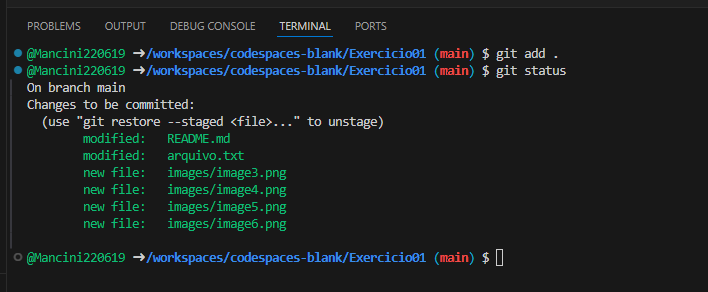 PROBLEMS OUTPUT DEBUG CONSOLE TERMINAL PORTS
@Mancini220619 ➜/workspaces/codespaces-blank/Exercicio01 (main) $ git add .
@Mancini220619 ➜/workspaces/codespaces-blank/Exercicio01 (main) $ git status
On branch main
Changes to be committed:
  (use "git restore --staged <file>..." to unstage)
        modified:   README.md
        modified:   arquivo.txt
        new file:   images/image3.png
        new file:   images/image4.png
        new file:   images/image5.png
        new file:   images/image6.png
@Mancini220619 ➜/workspaces/codespaces-blank/Exercicio01 (main) $